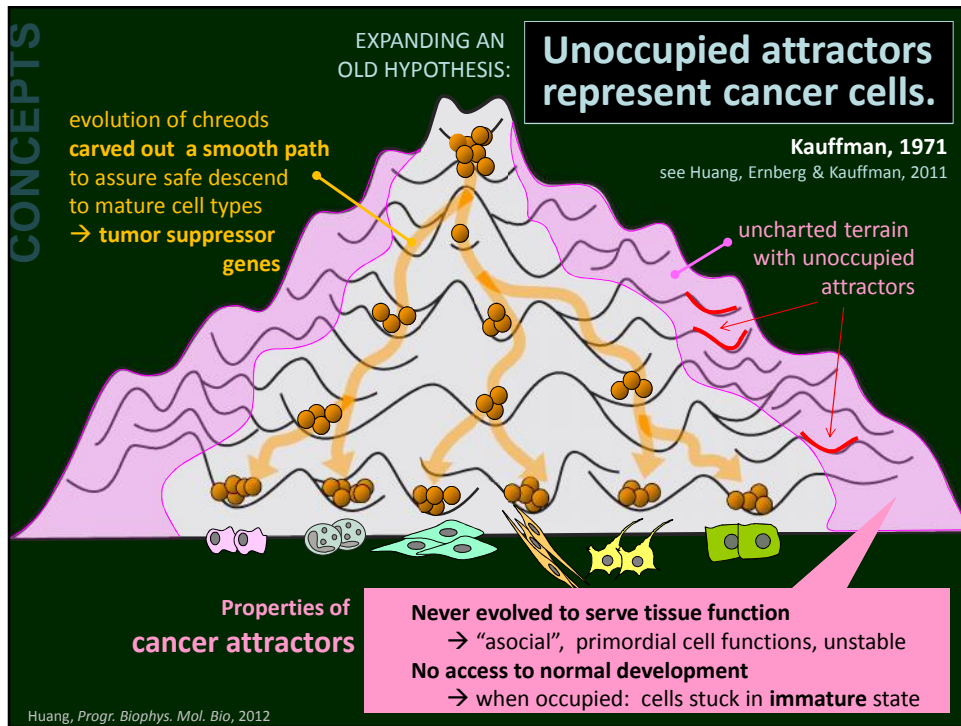 CONCEPTS
EXPANDING AN
OLD HYPOTHESIS:
Unoccupied attractors
represent cancer cells.
Kauffman, 1971
see Huang, Ernberg & Kauffman, 2011
evolution of chreods
carved out a smooth path
to assure safe descend
to mature cell types
→ tumor suppressor
genes
uncharted terrain
with unoccupied
attractors
Properties of
cancer attractors
Never evolved to serve tissue function
→ “asocial”, primordial cell functions, unstable
No access to normal development
→ when occupied: cells stuck in immature state
Huang, Progr. Biophys. Mol. Bio, 2012